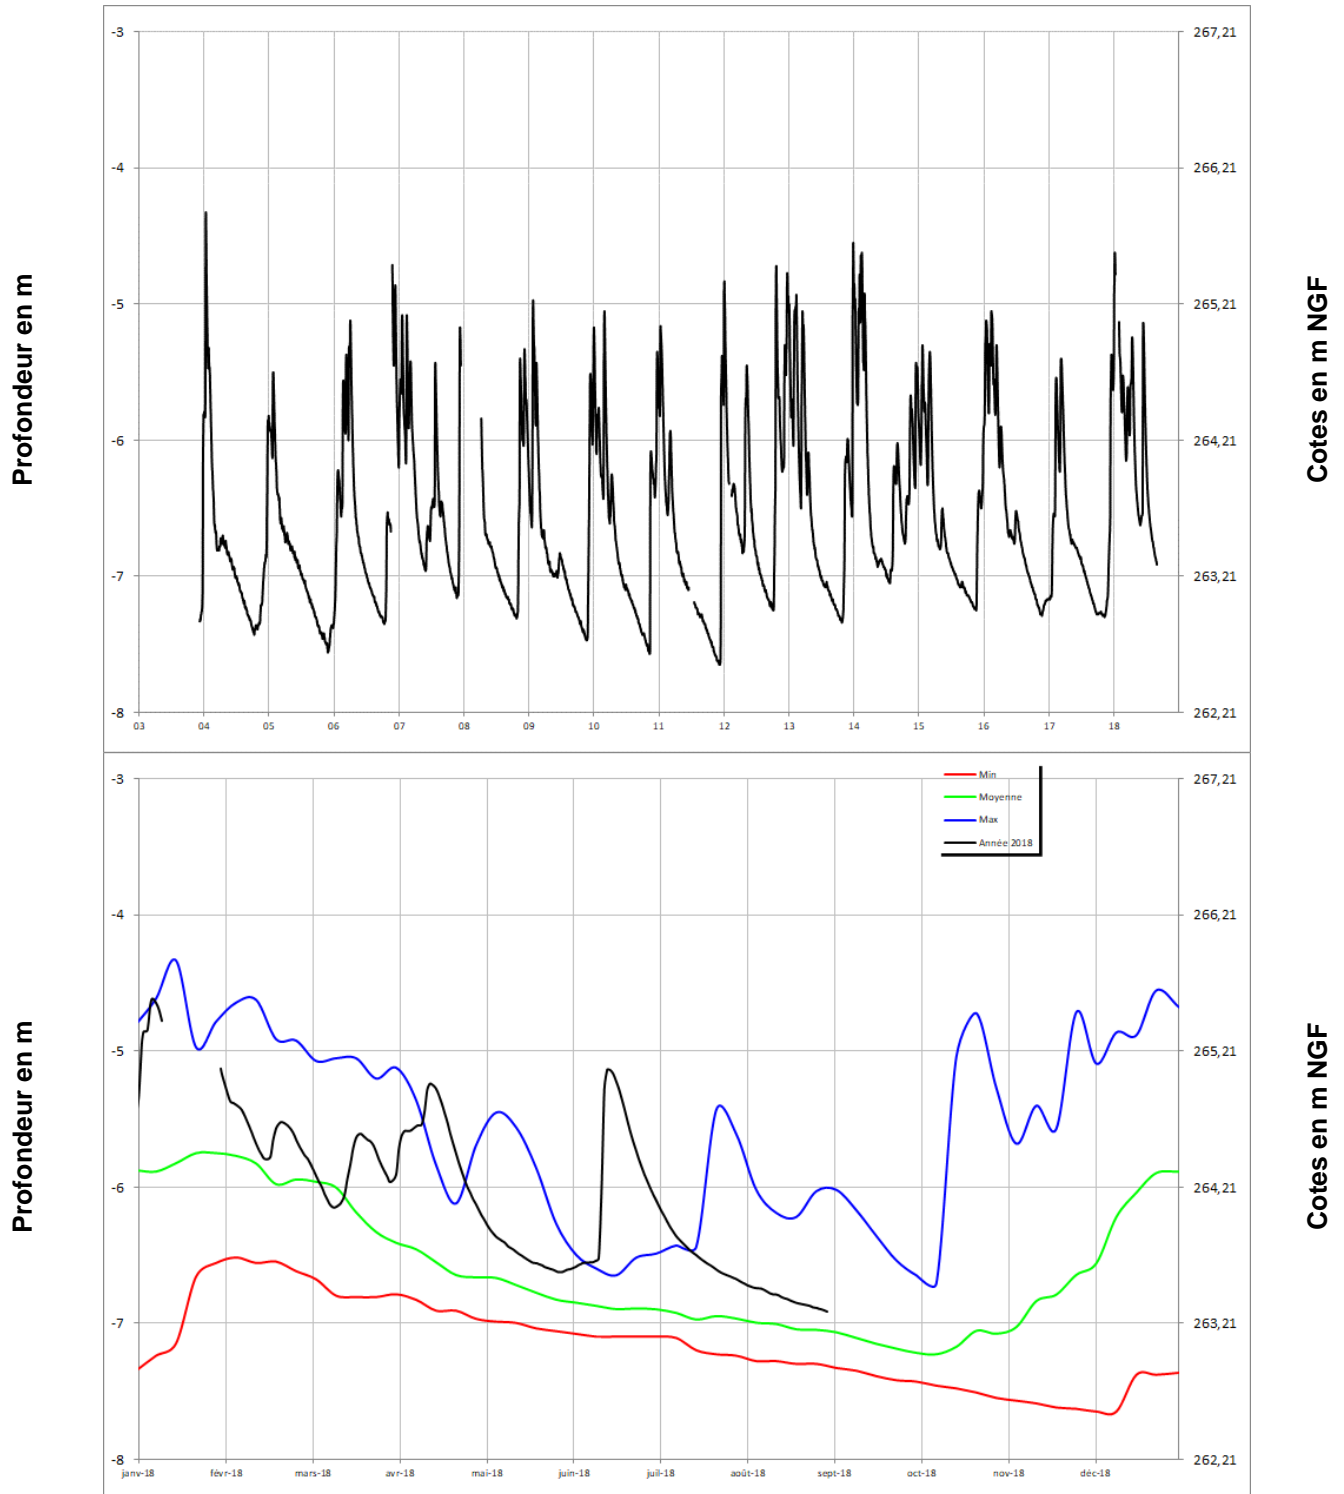 -3
-4
-5
-6
-7
-8
267,21
266,21
265,21
264,21
263,21
262,21
03 04 05 06 07 08 09 10 11 12 13 14 15 16 17 18
Profondeur en m
Cotes en m NGF
Min
Moyenne
Max
Année 2018
-3
-4
-5
-6
-7
-8
267,21
266,21
265,21
264,21
263,21
262,21
janv-18 févr-18 mars-18 avr-18 mai-18 juin-18 juil-18 août-18 sept-18 oct-18 nov-18 déc-18
Profondeur en m
Cotes en m NGF